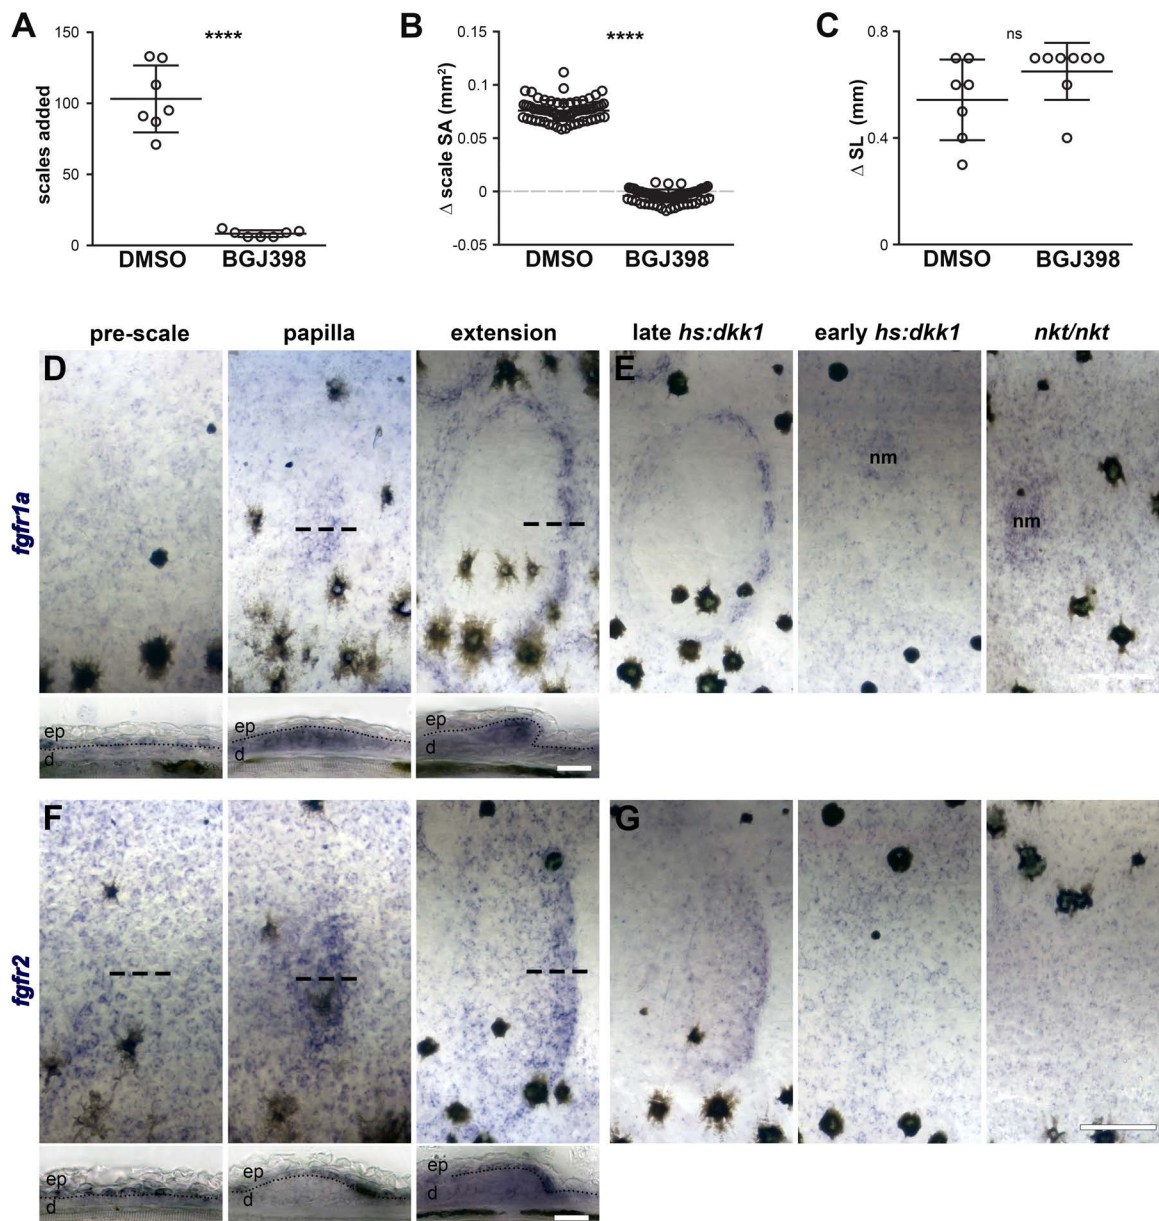 A
scales added
150
100
50
0
****
DMSO
BGJ398
B
Δ scale SA (mm²)
0.15
0.1
0.05
0
-0.05
****
DMSO
BGJ398
C
Δ SL (mm)
0.8
0.4
0
ns
DMSO
BGJ398
pre-scale
papilla
extension
late hs:dkk1
early hs:dkk1
nkt/nkt
D
E
fgfr1a
nm
nm
ep
d
ep
d
ep
d
F
G
fgfr2
ep
d
ep
d
ep
d